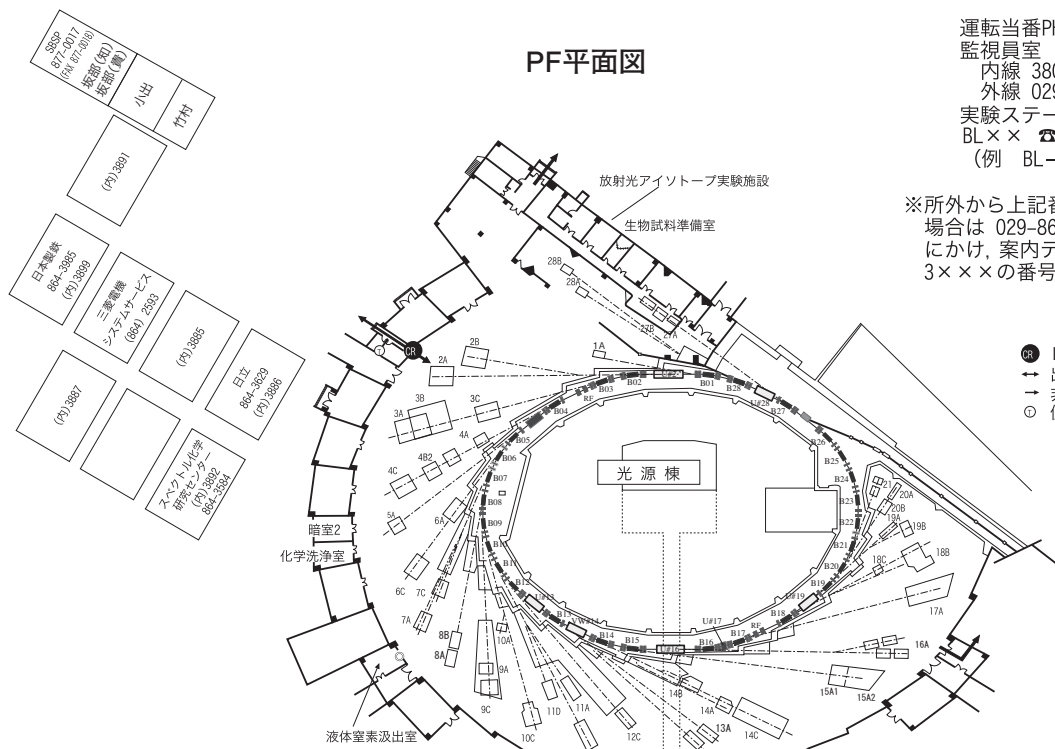 PF平面図
SBSP
877-0017
(FAX 877-0018)
坂部(知)
坂部(貴)
小出
竹村
(内)3891
日本製鉄
864-3985
(内)3899
三菱電機
システムサービス
(864) 2593
(内)3885
日立
864-3629
(内)3886
(内)3887
スペクトル化学
研究センター
(内)3892
864-3584
運転当番
監視員室
内線 380
外線 029
実験ステー
BL×× ☎
(例 BL-
※所外から上記番
場合は 029-86
にかけ, 案内テ
3×××の番号
CR
↔
→
T
放射光アイソトープ実験施設
生物試料準備室
28B
28A
27B
27A
T
CR
1A
2B
2A
3C
3B
3A
4A
4B2
4C
5A
6A
6C
7C
7A
8B
8A
10A
9A
9C
10C
11D
11A
12C
13A
14B
14A
14C
15A1
15A2
16A
17A
18C
18B
19B
19A
20B
20A
21
B01
B28
U#28
B27
B26
B25
B24
B23
B22
B21
B20
B19
U#19
B18
RF
B17
U#17
B16
U#16
B15
B14
VW#14
B13
U#13
B12
B11
B09
B08
B07
B06
B05
B04
RF
B03
B02
光源棟
暗室2
化学洗浄室
液体窒素汲出室